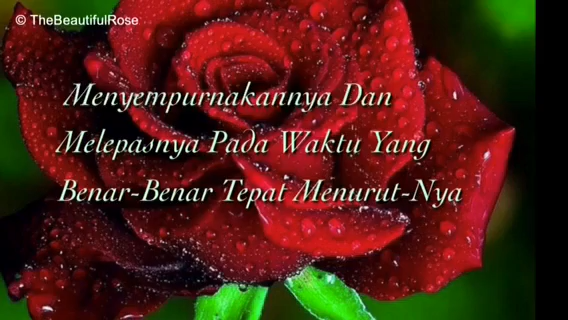 © TheBeautifulRose
Menyempurnakannya Dan
Melepasnya Pada Waktu Yang
Benar-Benar Tepat Menurut-Nya